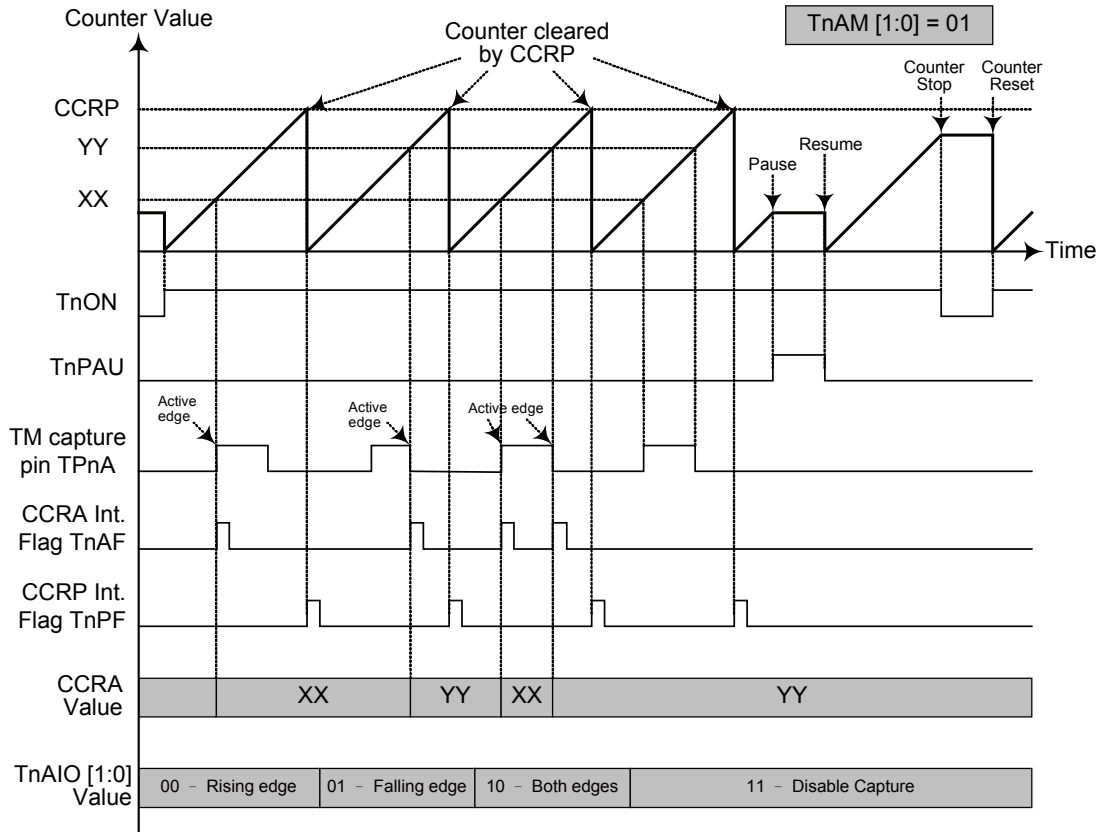 Counter Value
TnAM [1:0] = 01
Counter cleared
by CCRP
Counter
Stop
Counter
Reset
CCRP
YY
XX
Pause
Resume
Time
TnON
TnPAU
Active
edge
Active
edge
Active edge
TM capture
pin TPnA
CCRA Int.
Flag TnAF
CCRP Int.
Flag TnPF
CCRA
Value
XX
YY
XX
YY
TnAIO [1:0]
Value
00 - Rising edge
01 - Falling edge
10 - Both edges
11 - Disable Capture